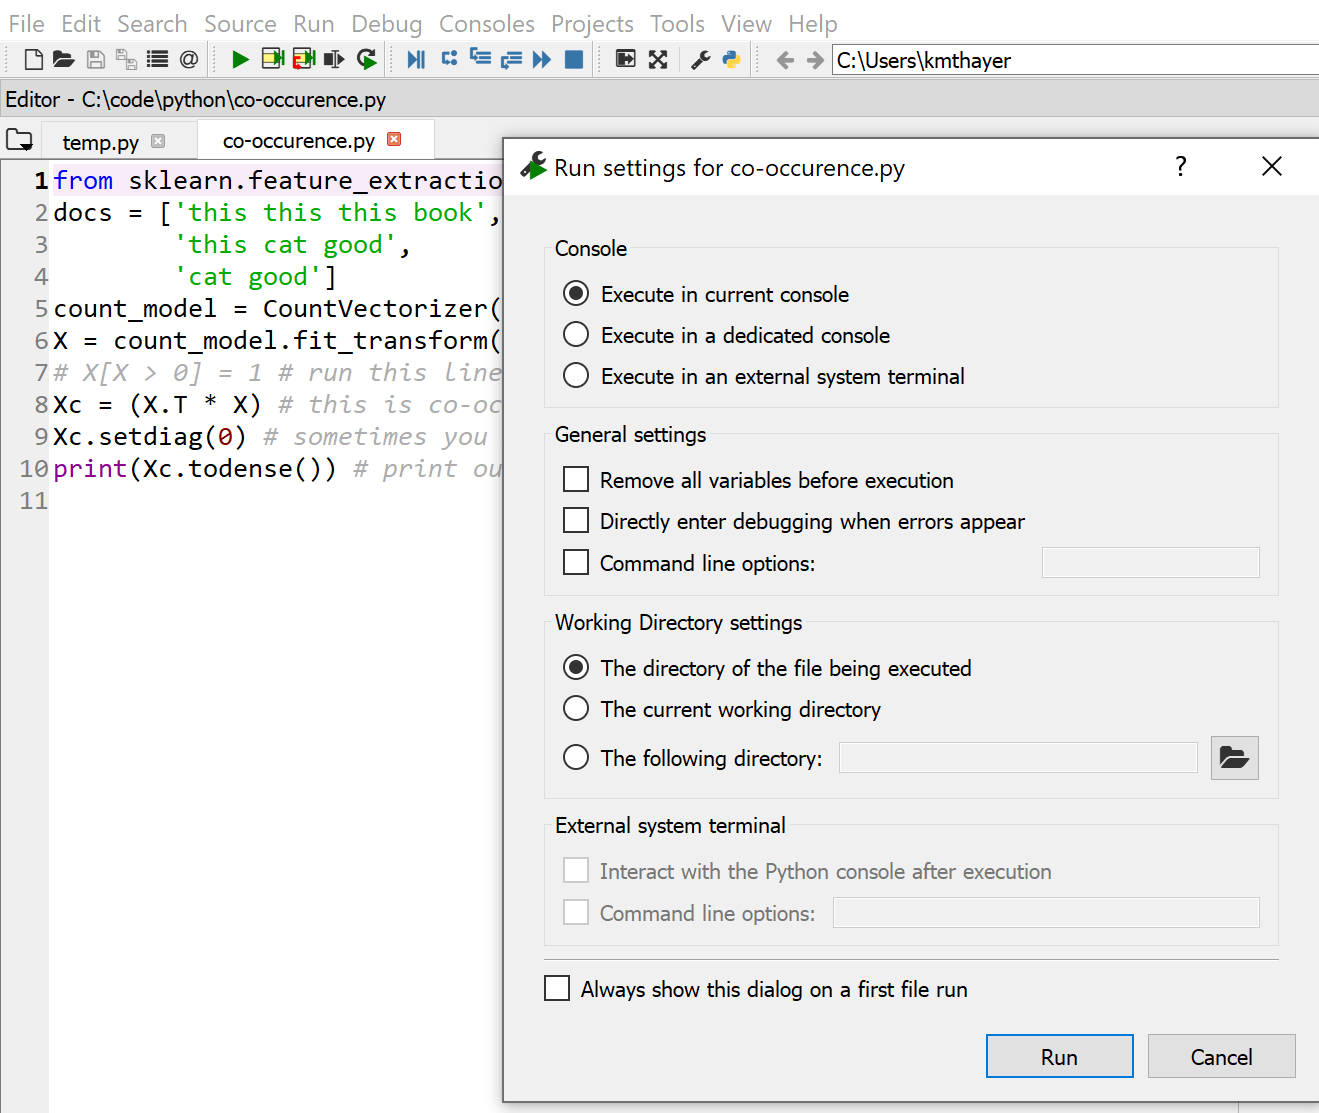 File Edit Search Source Run Debug Consoles Projects Tools View Help
C:\Users\kmthayer
Editor - C:\code\python\co-occurence.py
temp.py co-occurence.py
Run settings for co-occurence.py ?
1 from sklearn.feature_extractio
2 docs = ['this this this book',
3 'this cat good',
4 'cat good']
5 count_model = CountVectorizer(
6 X = count_model.fit_transform(
7 # X[X > 0] = 1 # run this line
8 Xc = (X.T * X) # this is co-oc
9 Xc.setdiag(0) # sometimes you
10 print(Xc.todense()) # print ou
11
Console
Execute in current console
Execute in a dedicated console
Execute in an external system terminal
General settings
Remove all variables before execution
Directly enter debugging when errors appear
Command line options:
Working Directory settings
The directory of the file being executed
The current working directory
The following directory:
External system terminal
Interact with the Python console after execution
Command line options:
Always show this dialog on a first file run
Run Cancel